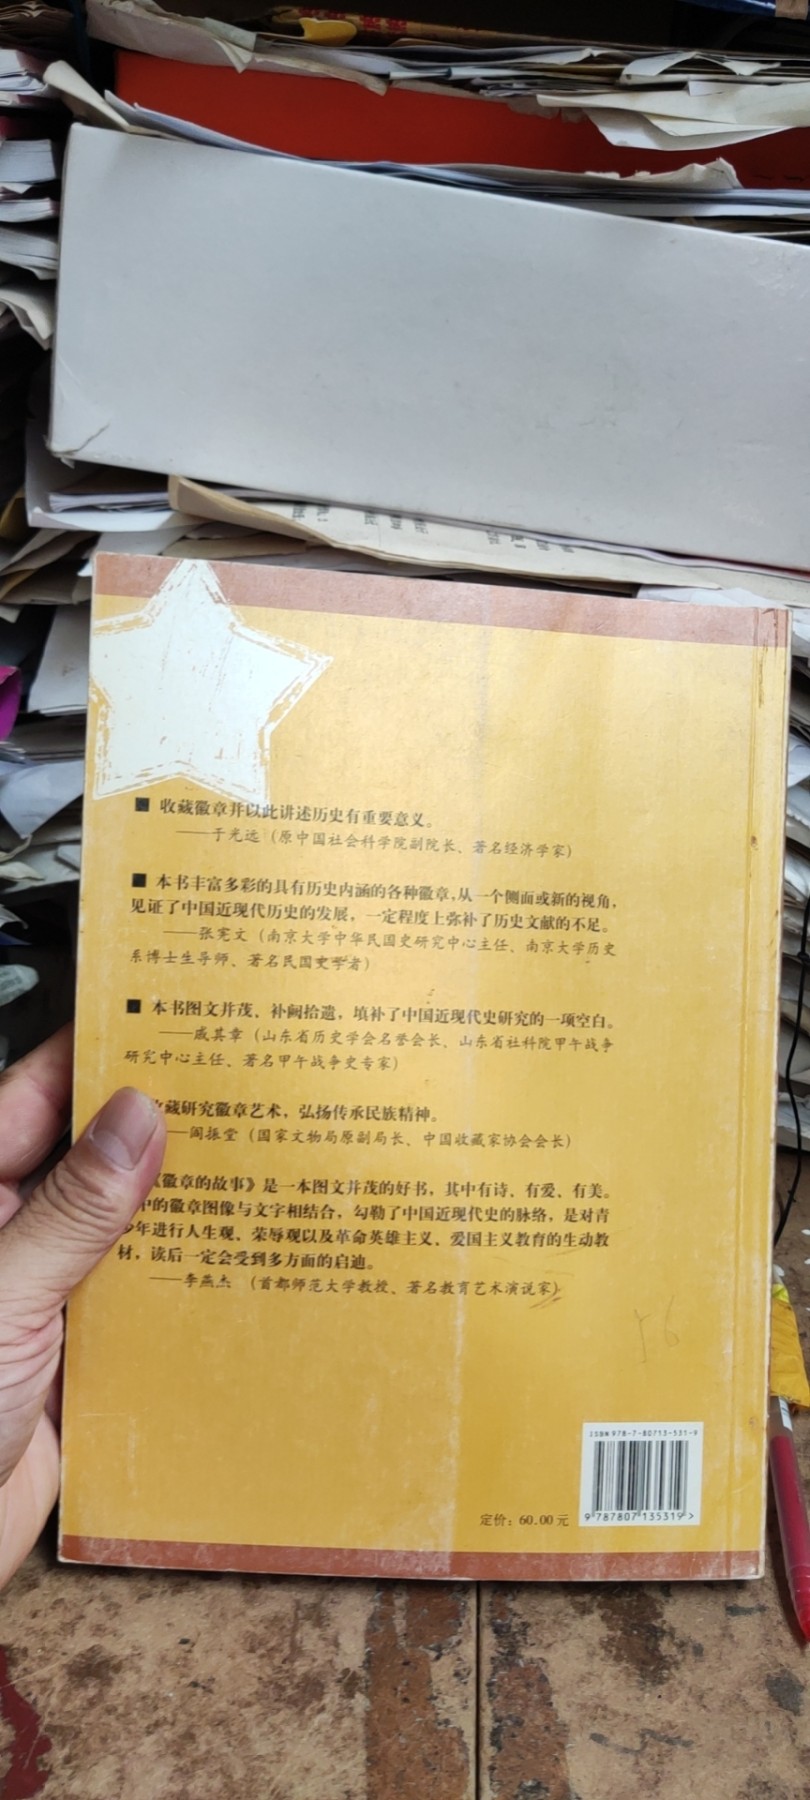 ■ 收藏徽章并以此讲述历史有重要意义。
——于光远（原中国社会科学院副院长、著名经济学家）
■ 本书丰富多彩的具有历史内涵的各种徽章,从一个侧面或新的视角,
见证了中国近现代历史的发展，一定程度上弥补了历史文献的不足。
——张宪文（南京大学中华民国史研究中心主任、南京大学历史
系博士生导师、著名民国史学者）
■ 本书图文并茂、补阙拾遗，填补了中国近现代史研究的一项空白。
——戚其章（山东省历史学会名誉会长、山东省社科院甲午战争
研究中心主任、著名甲午战争史专家）
收藏研究徽章艺术，弘扬传承民族精神。
——阎振堂（国家文物局原副局长、中国收藏家协会会长）
《徽章的故事》是一本图文并茂的好书，其中有诗、有爱、有美。
中的徽章图像与文字相结合，勾勒了中国近现代史的脉络，是对青
少年进行人生观、荣辱观以及革命英雄主义、爱国主义教育的生动教
材，读后一定会受到多方面的启迪。
——李燕杰 （首都师范大学教授、著名教育艺术演说家）
ISBN 978-7-80713-531-9
定价：60.00元
9 787807 135319 >